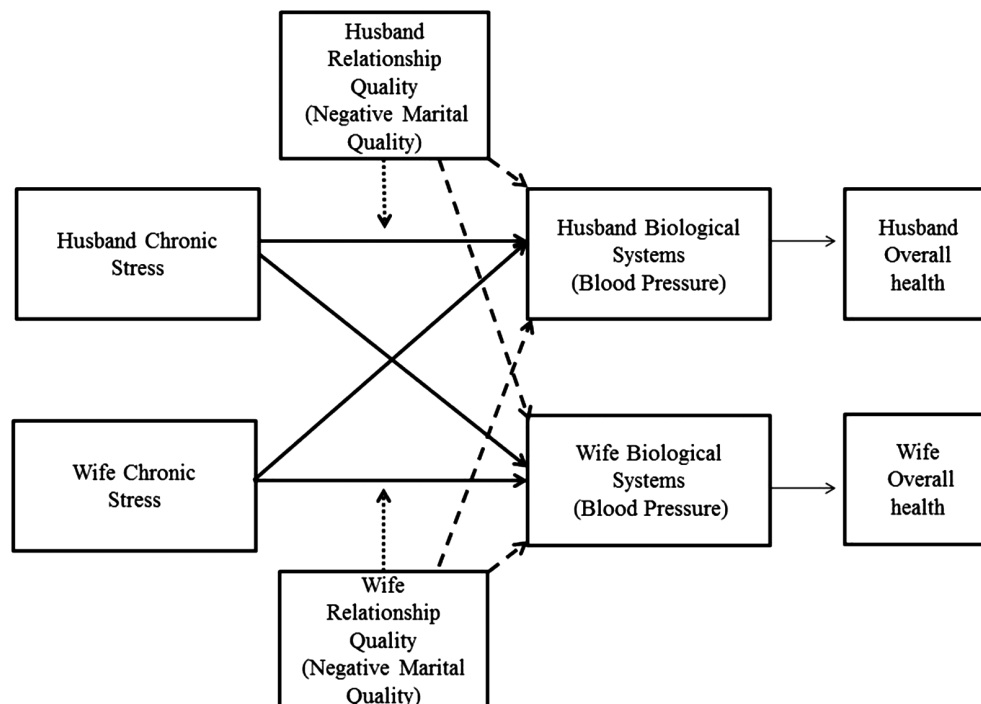 Husband
Relationship
Quality
(Negative Marital
Quality)
Husband Chronic
Stress
Husband Biological
Systems
(Blood Pressure)
Husband
Overall
health
Wife Chronic
Stress
Wife Biological
Systems
(Blood Pressure)
Wife
Overall
health
Wife
Relationship
Quality
(Negative Marital
Quality)